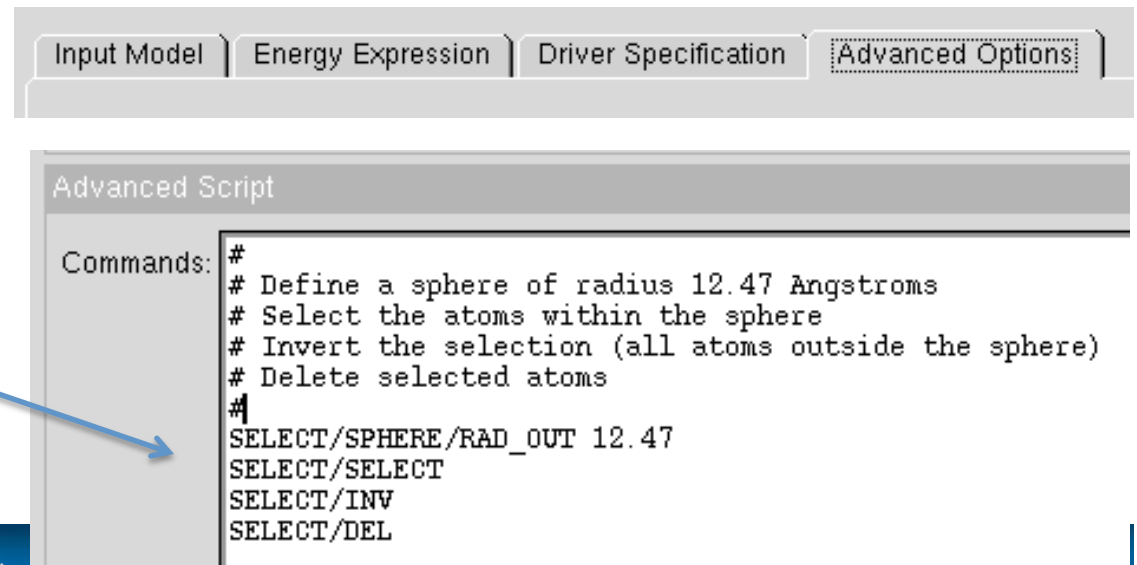 Input Model Energy Expression Driver Specification Advanced Options
Advanced Script
Commands:
#
# Define a sphere of radius 12.47 Angstroms
# Select the atoms within the sphere
# Invert the selection (all atoms outside the sphere)
# Delete selected atoms
#
SELECT/SPHERE/RAD_OUT 12.47
SELECT/SELECT
SELECT/INV
SELECT/DEL